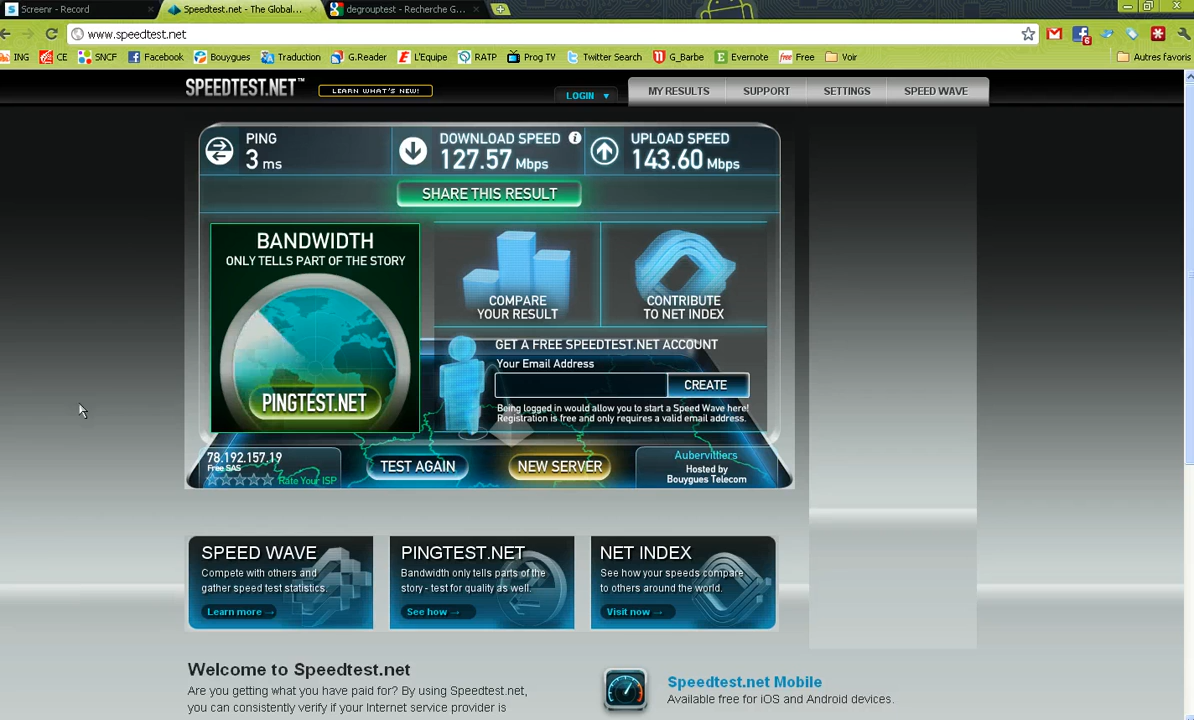 Screenr - Record
Speedtest.net - The Global...
degrouptest - Recherche G...
www.speedtest.net
6
ING CE SNCF Facebook Bouygues Traduction G.Reader L'Equipe RATP Prog TV Twitter Search G_Barbe Evernote Free Voir Autres favoris
SPEEDTEST.NET™
LEARN WHAT'S NEW!
LOGIN
MY RESULTS SUPPORT SETTINGS SPEED WAVE
PING
3 ms
DOWNLOAD SPEED
127.57 Mbps
UPLOAD SPEED
143.60 Mbps
SHARE THIS RESULT
BANDWIDTH
ONLY TELLS PART OF THE STORY
PINGTEST.NET
COMPARE
YOUR RESULT
CONTRIBUTE
TO NET INDEX
GET A FREE SPEEDTEST.NET ACCOUNT
Your Email Address
CREATE
Being logged in would allow you to start a Speed Wave here!
Registration is free and only requires a valid email address.
78.192.157.19
Free SAS
Rate Your ISP
TEST AGAIN
NEW SERVER
Aubervilliers
Hosted by
Bouygues Telecom
SPEED WAVE
Compete with others and
gather speed test statistics.
Learn more →
PINGTEST.NET
Bandwidth only tells parts of the
story - test for quality as well.
See how →
NET INDEX
See how your speeds compare
to others around the world.
Visit now →
Welcome to Speedtest.net
Are you getting what you have paid for? By using Speedtest.net,
you can consistently verify if your Internet service provider is
Speedtest.net Mobile
Available free for iOS and Android devices.